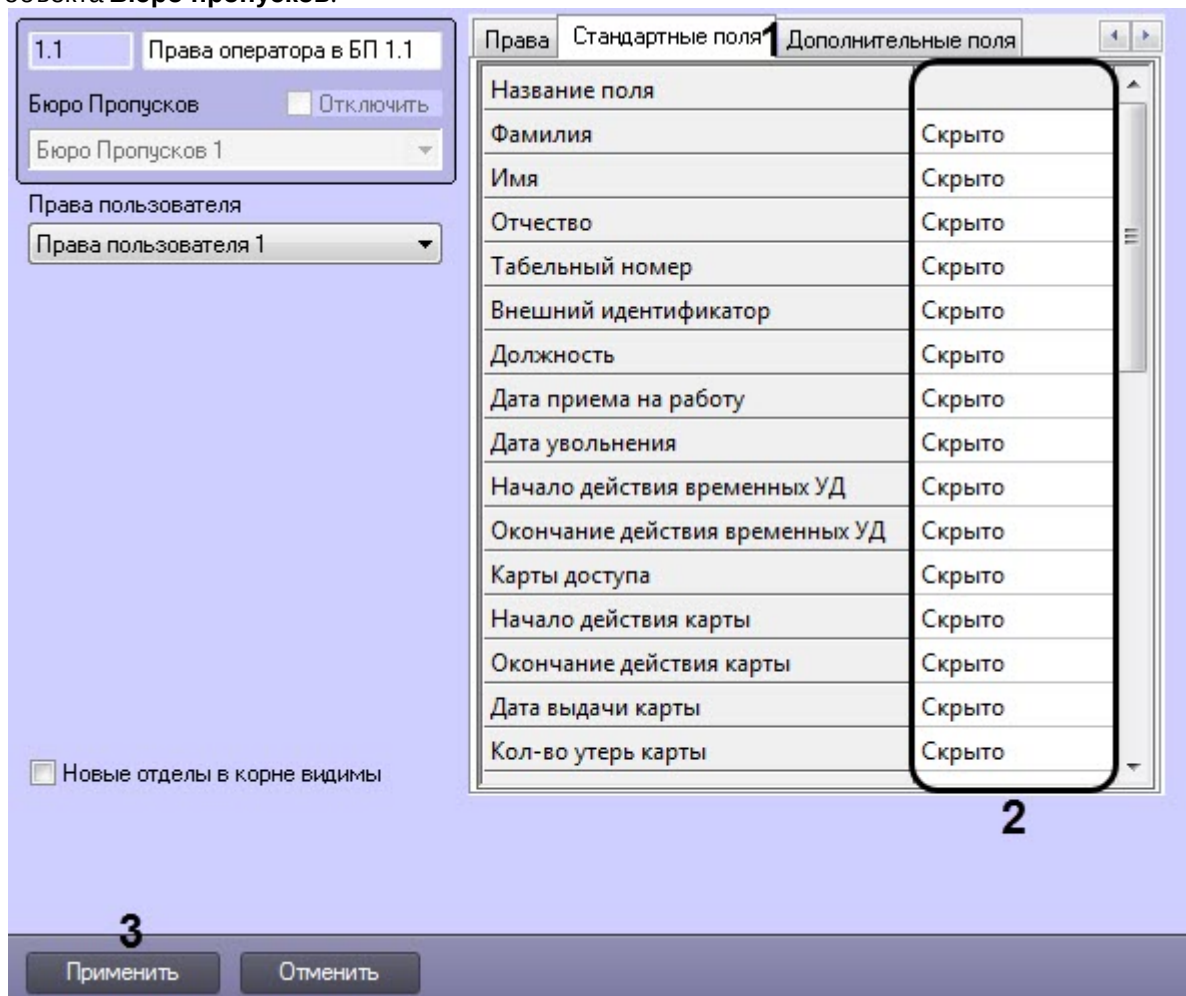 объекта Бюро пропусков.
1.1 Права оператора в БП 1.1
Бюро Пропусков Отключить
Бюро Пропусков 1
Права пользователя
Права пользователя 1
Новые отделы в корне видимы
Права Стандартные поля 1 Дополнительные поля
Название поля
Фамилия Скрыто
Имя Скрыто
Отчество Скрыто
Табельный номер Скрыто
Внешний идентификатор Скрыто
Должность Скрыто
Дата приема на работу Скрыто
Дата увольнения Скрыто
Начало действия временных УД Скрыто
Окончание действия временных УД Скрыто
Карты доступа Скрыто
Начало действия карты Скрыто
Окончание действия карты Скрыто
Дата выдачи карты Скрыто
Кол-во утерь карты Скрыто
2
3
Применить Отменить